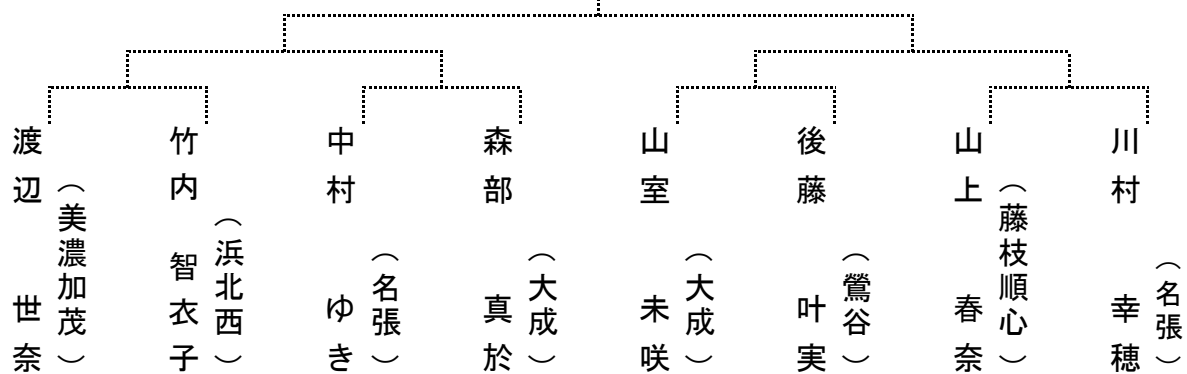 渡辺 世奈
（美濃加茂）
竹内 智衣子
（浜北西）
中村 ゆき
（名張）
森部 真於
（大成）
山室 未咲
（大成）
後藤 叶実
（鶯谷）
山上 春奈
（藤枝順心）
川村 幸穂
（名張）